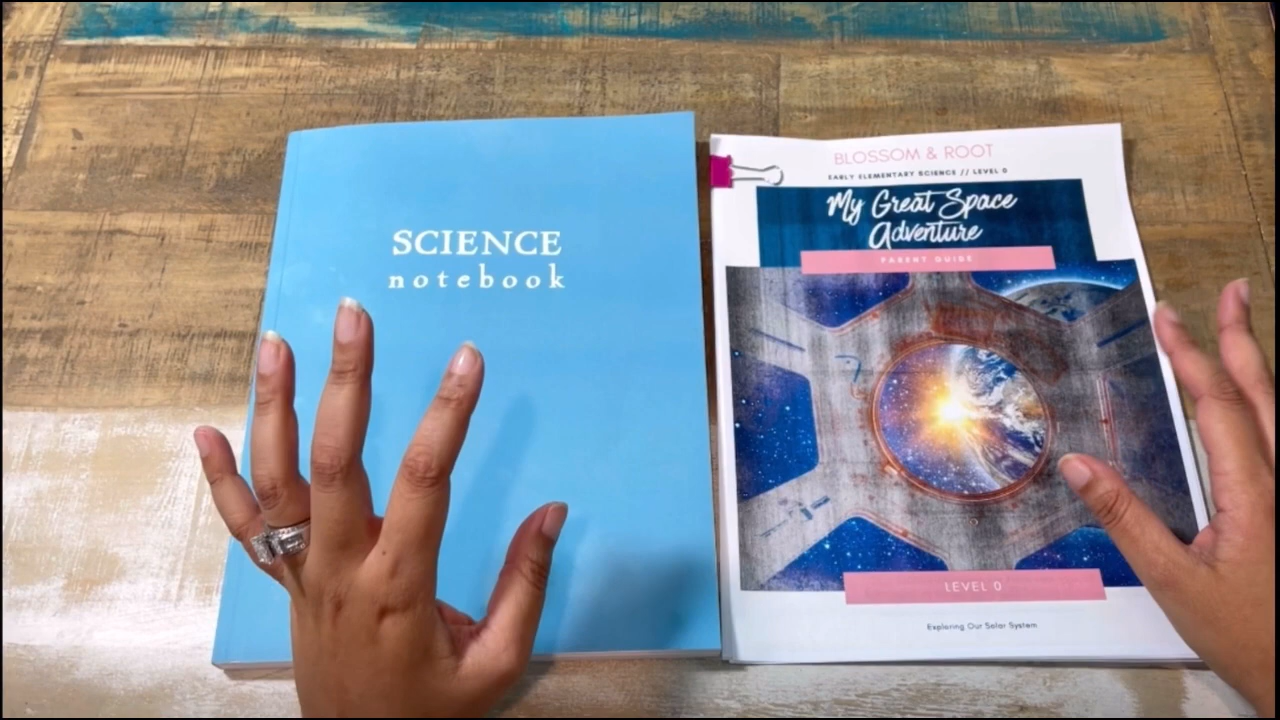 SCIENCE
notebook
BLOSSOM & ROOT
EARLY ELEMENTARY SCIENCE // LEVEL 0
My Great Space
Adventure
PARENT GUIDE
LEVEL 0
Exploring Our Solar System